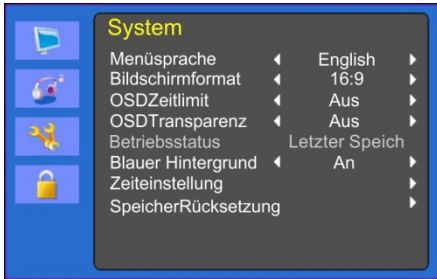 System
Menüsprache English
Bildschirmformat 16:9
OSDZeitlimit Aus
OSDTransparenz Aus
Betriebsstatus Letzter Speich
Blauer Hintergrund An
Zeiteinstellung
SpeicherRücksetzung